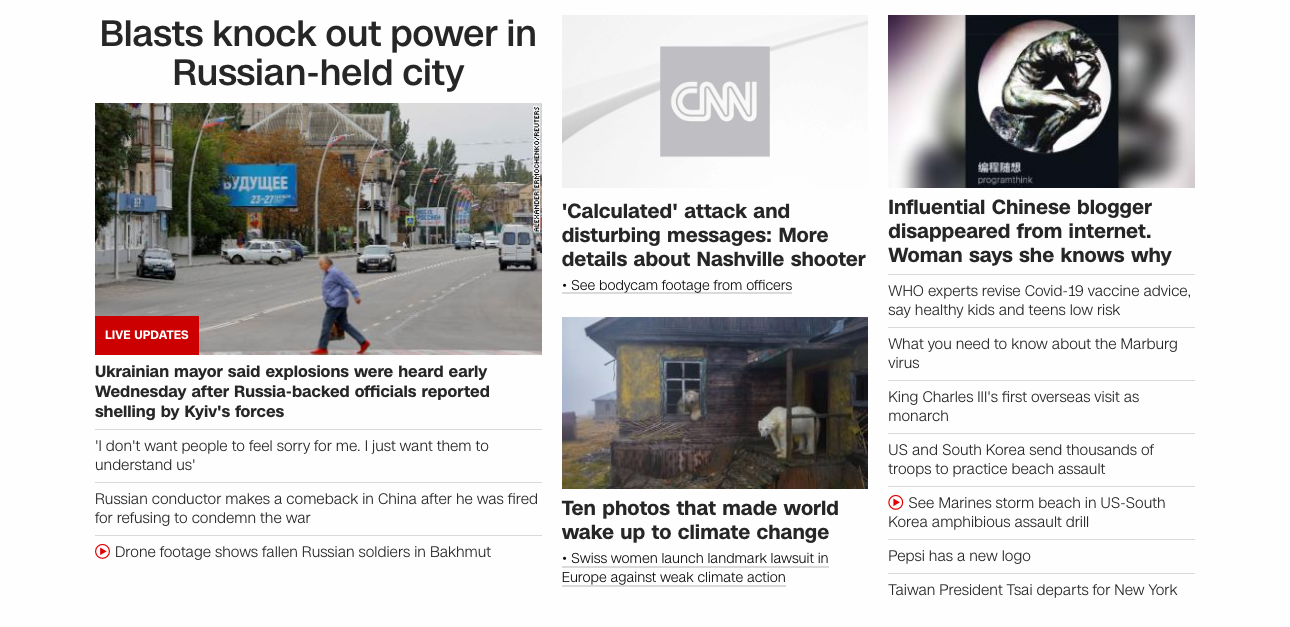 Blasts knock out power in
Russian-held city
БУДУЩЕЕ
23-27
ALEXANDER ERMOCHENKO/REUTERS
LIVE UPDATES
Ukrainian mayor said explosions were heard early
Wednesday after Russia-backed officials reported
shelling by Kyiv's forces
'I don't want people to feel sorry for me. I just want them to
understand us'
Russian conductor makes a comeback in China after he was fired
for refusing to condemn the war
Drone footage shows fallen Russian soldiers in Bakhmut
CNN
'Calculated' attack and
disturbing messages: More
details about Nashville shooter
• See bodycam footage from officers
Ten photos that made world
wake up to climate change
• Swiss women launch landmark lawsuit in
Europe against weak climate action
编程随想
programthink
Influential Chinese blogger
disappeared from internet.
Woman says she knows why
WHO experts revise Covid-19 vaccine advice,
say healthy kids and teens low risk
What you need to know about the Marburg
virus
King Charles III's first overseas visit as
monarch
US and South Korea send thousands of
troops to practice beach assault
See Marines storm beach in US-South
Korea amphibious assault drill
Pepsi has a new logo
Taiwan President Tsai departs for New York